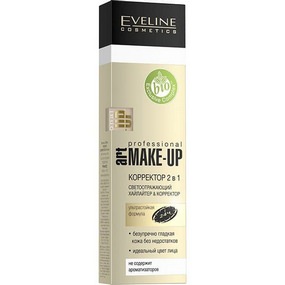 EVELINE
COSMETICS
bio
professional
art MAKE-UP
КОРРЕКТОР 2 в 1
СВЕТООТРАЖАЮЩИЙ
ХАЙЛАЙТЕР & КОРРЕКТОР
ультрастойкая
формула
• безупречно гладкая
кожа без недостатков
• идеальный цвет лица
не содержит
ароматизаторов